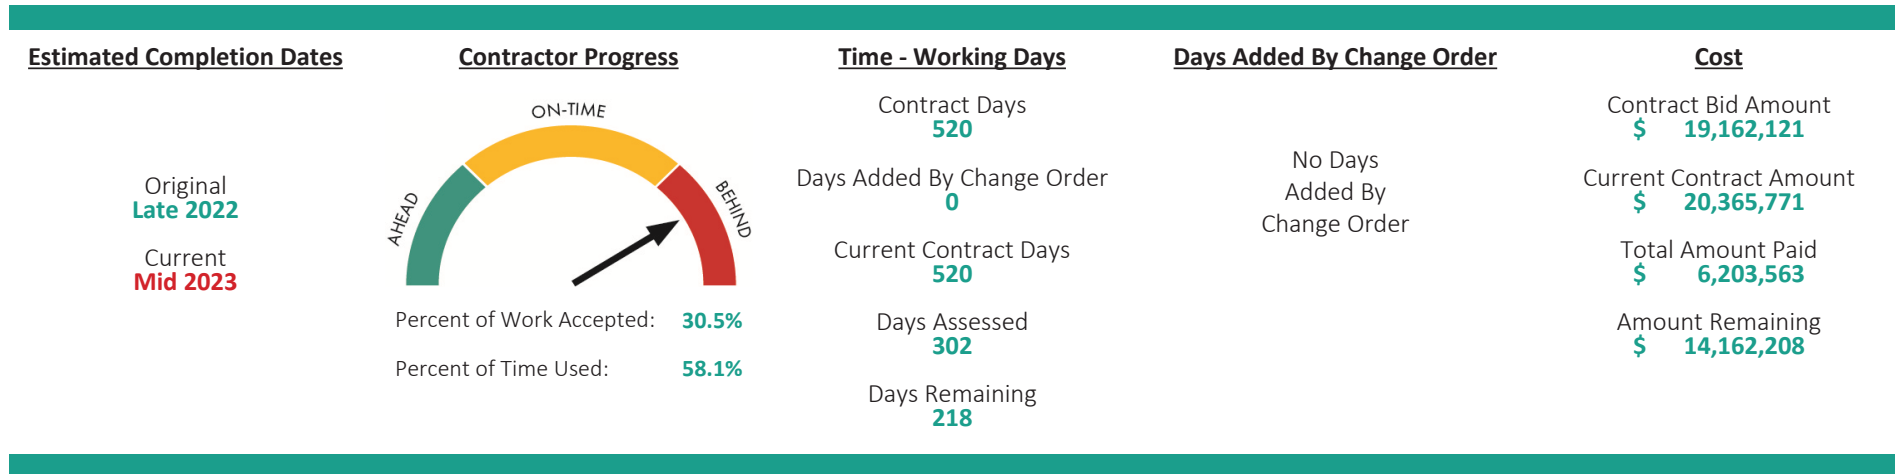 Estimated Completion Dates
Original
Late 2022
Current
Mid 2023
Contractor Progress
AHEAD
ON-TIME
BEHIND
Percent of Work Accepted: 30.5%
Percent of Time Used: 58.1%
Time - Working Days
Contract Days
520
Days Added By Change Order
0
Current Contract Days
520
Days Assessed
302
Days Remaining
218
Days Added By Change Order
No Days
Added By
Change Order
Cost
Contract Bid Amount
$ 19,162,121
Current Contract Amount
$ 20,365,771
Total Amount Paid
$ 6,203,563
Amount Remaining
$ 14,162,208